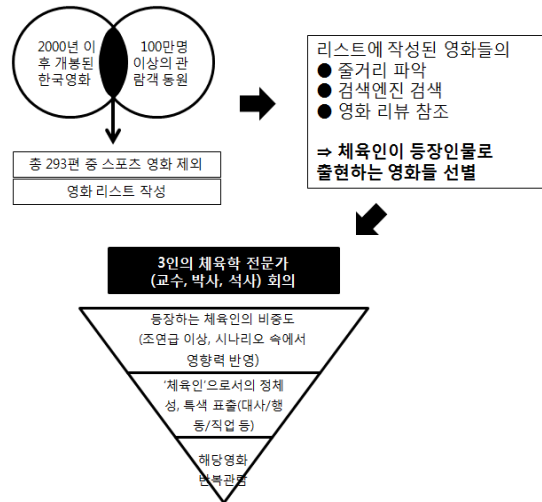 2000년 이
후 개봉된
한국영화
100만명
이상의 관
람객 동원
총 293편 중 스포츠 영화 제외
영화 리스트 작성
리스트에 작성된 영화들의
● 줄거리 파악
● 검색엔진 검색
● 영화 리뷰 참조
⇒ 체육인이 등장인물로
출현하는 영화들 선별
3인의 체육학 전문가
(교수, 박사, 석사) 회의
등장하는 체육인의 비중도
(조연급 이상, 시나리오 속에서
영향력 반영)
'체육인'으로서의 정체
성, 특색 표출(대사/행
동/직업 등)
해당영화
반복관람